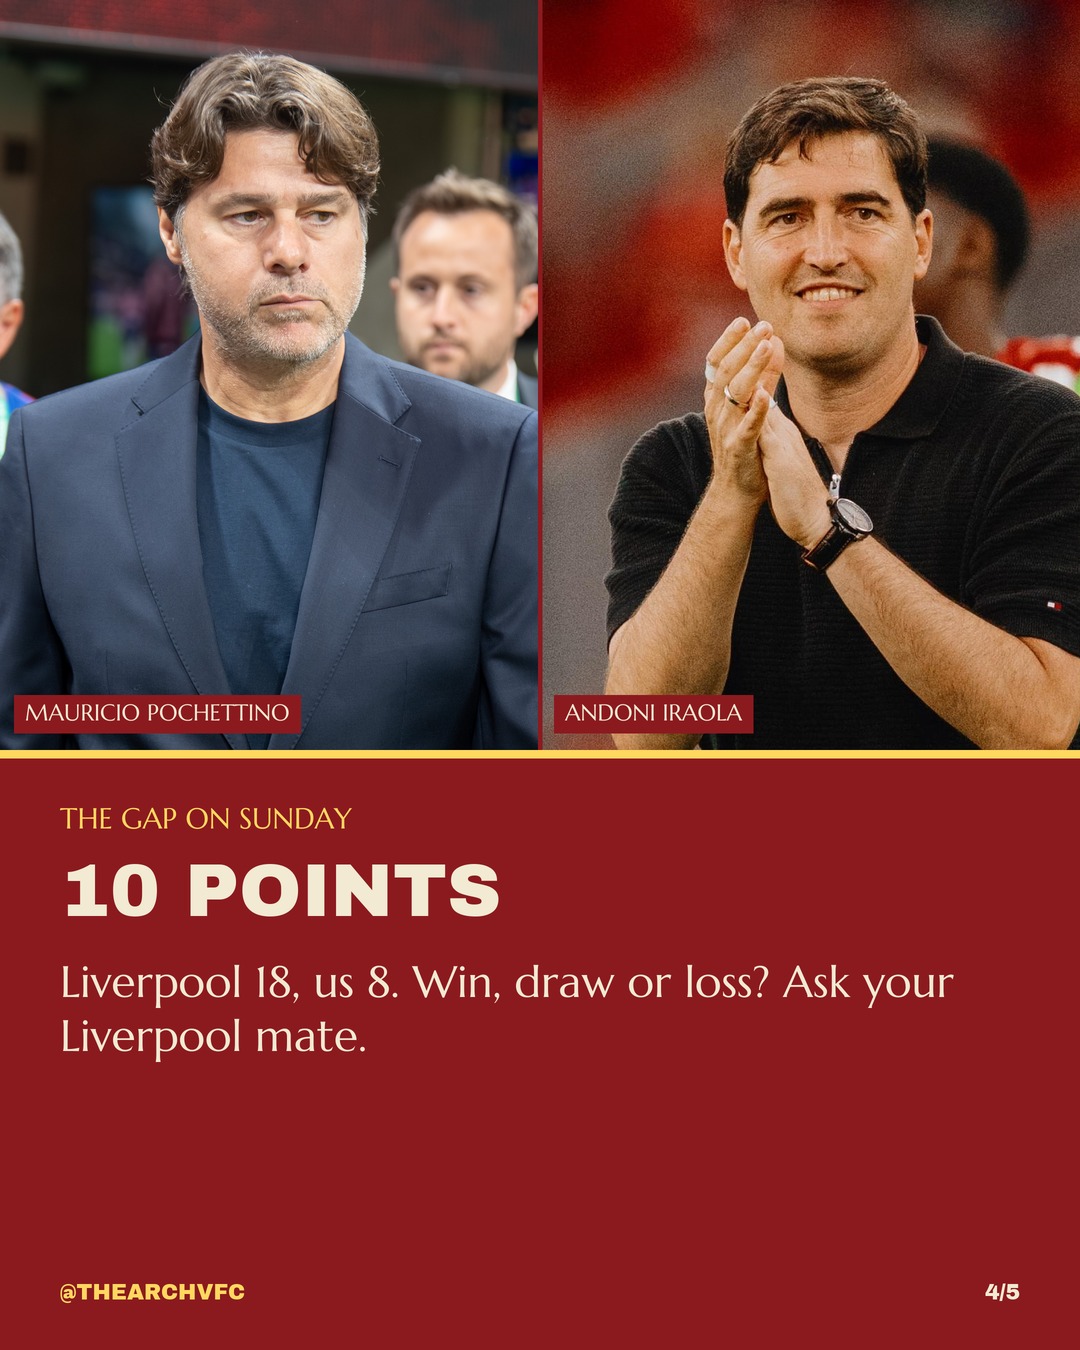 MAURICIO POCHETTINO
ANDONI IRAOLA
THE GAP ON SUNDAY
10 POINTS
Liverpool 18, us 8. Win, draw or loss? Ask your
Liverpool mate.
@THEARCHVFC
4/5